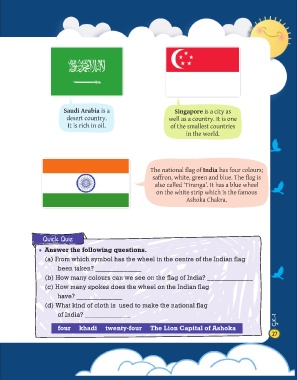 Saudi Arabia is a
desert country.
It is rich in oil.
Singapore is a city as
well as a country. It is one
of the smallest countries
in the world.
The national flag of India has four colours;
saffron, white, green and blue. The flag is
also called 'Tiranga'. It has a blue wheel
on the white strip which is the famous
Ashoka Chakra.
Quick Quiz
• Answer the following questions.
(a) From which symbol has the wheel in the centre of the Indian flag
been taken?
(b) How many colours can we see on the flag of India?
(c) How many spokes does the wheel on the Indian flag
have?
(d) What kind of cloth is used to make the national flag
of India?
four khadi twenty-four The Lion Capital of Ashoka
27